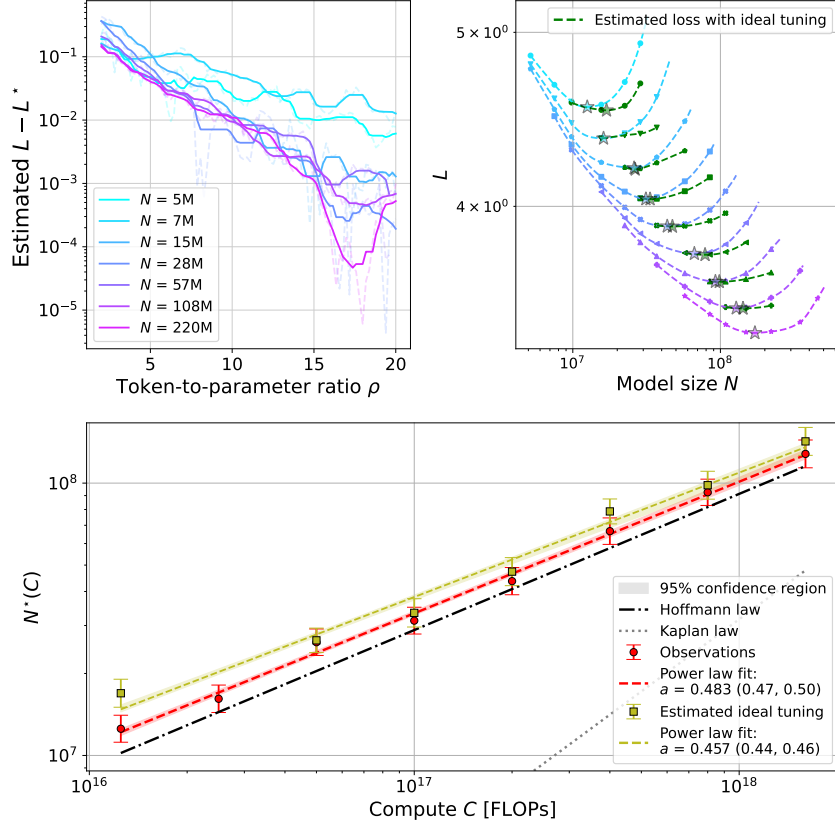 Estimated L − L⋆
10⁻¹
10⁻²
10⁻³
10⁻⁴
10⁻⁵
N = 5M
N = 7M
N = 15M
N = 28M
N = 57M
N = 108M
N = 220M
5
10
15
20
Token-to-parameter ratio ρ
Estimated loss with ideal tuning
L
5 × 10⁰
4 × 10⁰
10⁷
10⁸
Model size N
N⋆(C)
10⁸
10⁷
95% confidence region
Hoffmann law
Kaplan law
Observations
Power law fit:
a = 0.483 (0.47, 0.50)
Estimated ideal tuning
Power law fit:
a = 0.457 (0.44, 0.46)
10¹⁶
10¹⁷
10¹⁸
Compute C [FLOPs]